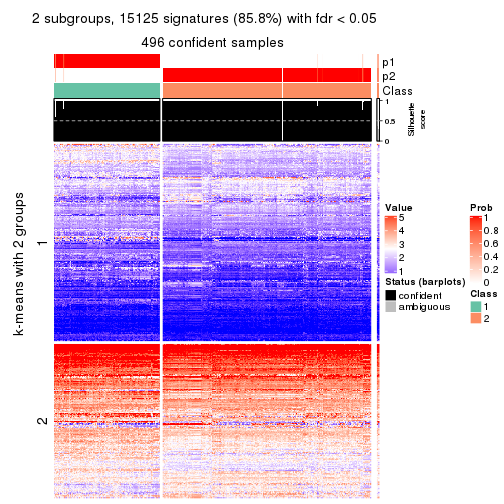 2 subgroups, 15125 signatures (85.8%) with fdr < 0.05
496 confident samples
p1
p2
Class
1
0.5
0
Silhouette
score
k-means with 2 groups
1
2
Value
5
4
3
2
1
Status (barplots)
confident
ambiguous
Prob
1
0.8
0.6
0.4
0.2
0
Class
1
2